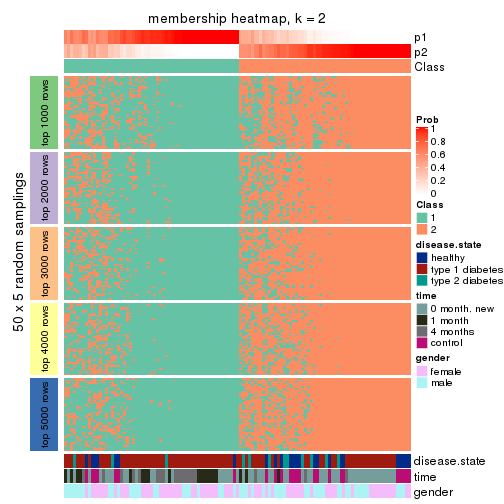 membership heatmap, k = 2
p1
p2
Class
50 x 5 random samplings
top 1000 rows
top 2000 rows
top 3000 rows
top 4000 rows
top 5000 rows
disease.state
time
gender
Prob
1
0.8
0.6
0.4
0.2
0
Class
1
2
disease.state
healthy
type 1 diabetes
type 2 diabetes
time
0 month. new
1 month
4 months
control
gender
female
male